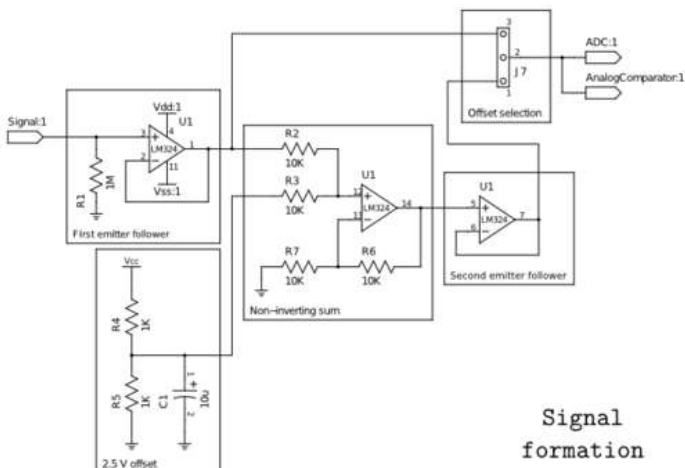 3
ADC:1
2
J7
AnalogComparator:1
1
Offset selection
Signal:1
Vdd:1
U1
3
4
1
LM324
2
11
R1
1M
Vss:1
First emitter follower
R2
10K
R3
10K
U1
12
14
LM324
13
R7
10K
R6
10K
Non-inverting sum
U1
5
7
LM324
6
Second emitter follower
Vcc
R4
1K
R5
1K
C1
1
2
10u
2.5 V offset
Signal
formation